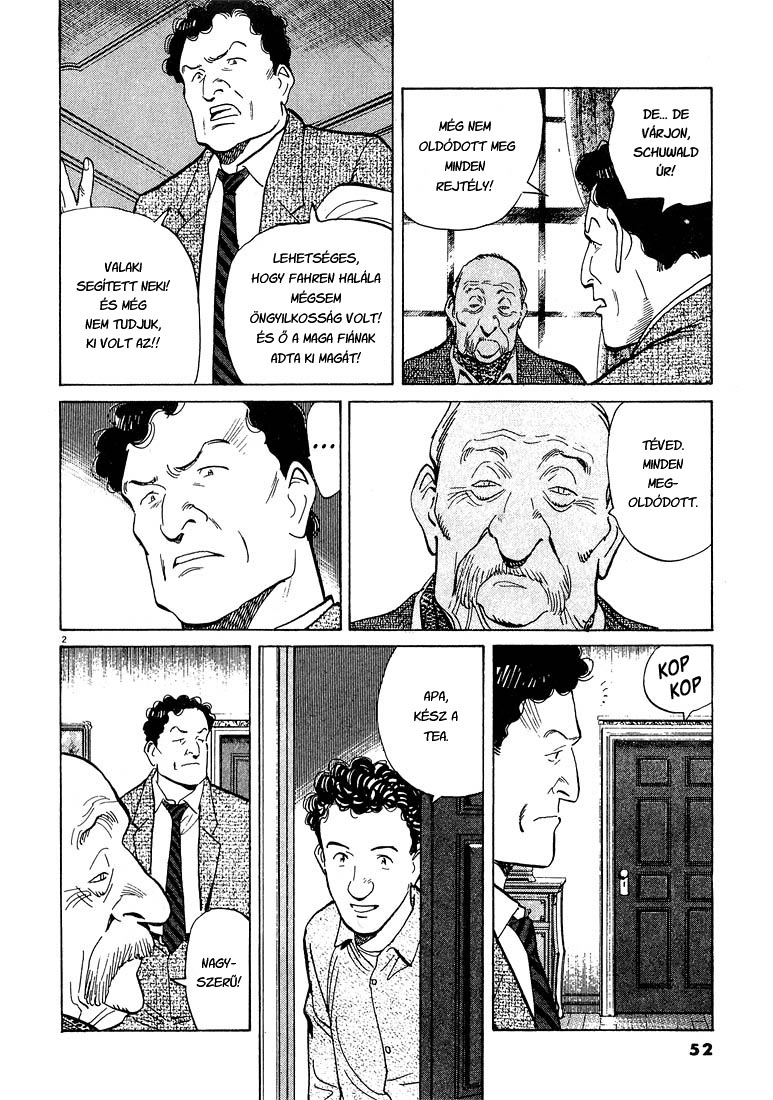 DE... DE
VÁRJON,
SCHUWALD
ÚR!
MÉG NEM
OLDÓDOTT MEG
MINDEN
REJTÉLY!
LEHETSÉGES,
HOGY FAHREN HALÁLA
MÉGSEM
ÖNGYILKOSSÁG VOLT!
ÉS Ő A MAGA FIÁNAK
ADTA KI MAGÁT!
VALAKI
SEGÍTETT NEKI!
ÉS MÉG
NEM TUDJUK,
KI VOLT AZ!!
TÉVED.
MINDEN
MEG-
OLDÓDOTT.
...
2
KOP
KOP
APA,
KÉSZ A
TEA.
NAGY-
SZERŰ!
52